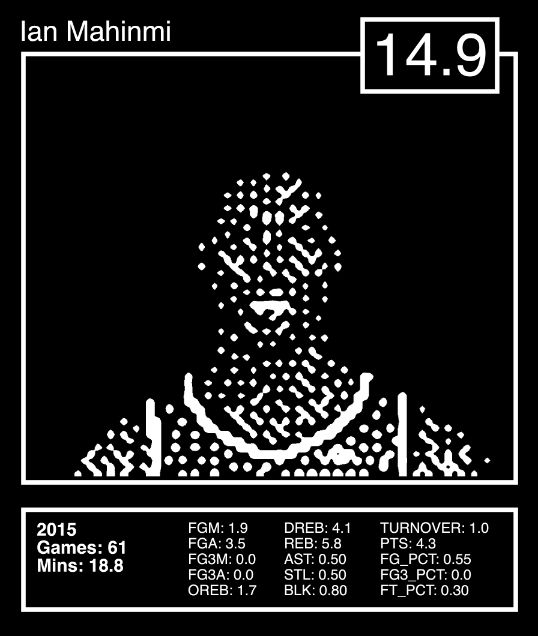 Ian Mahinmi
14.9
2015
Games: 61
Mins: 18.8
FGM: 1.9
FGA: 3.5
FG3M: 0.0
FG3A: 0.0
OREB: 1.7
DREB: 4.1
REB: 5.8
AST: 0.50
STL: 0.50
BLK: 0.80
TURNOVER: 1.0
PTS: 4.3
FG_PCT: 0.55
FG3_PCT: 0.0
FT_PCT: 0.30